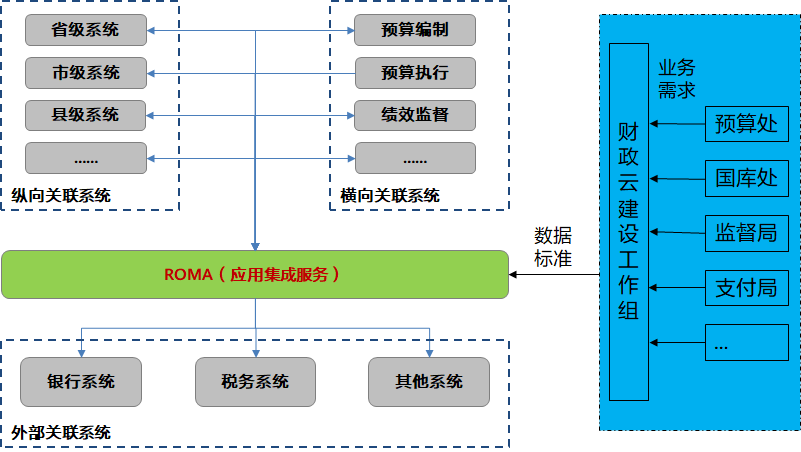 省级系统
市级系统
县级系统
......
纵向关联系统
预算编制
预算执行
绩效监督
......
横向关联系统
ROMA（应用集成服务）
银行系统
税务系统
其他系统
外部关联系统
数据
标准
财政云建设工作组
业务
需求
预算处
国库处
监督局
支付局
...